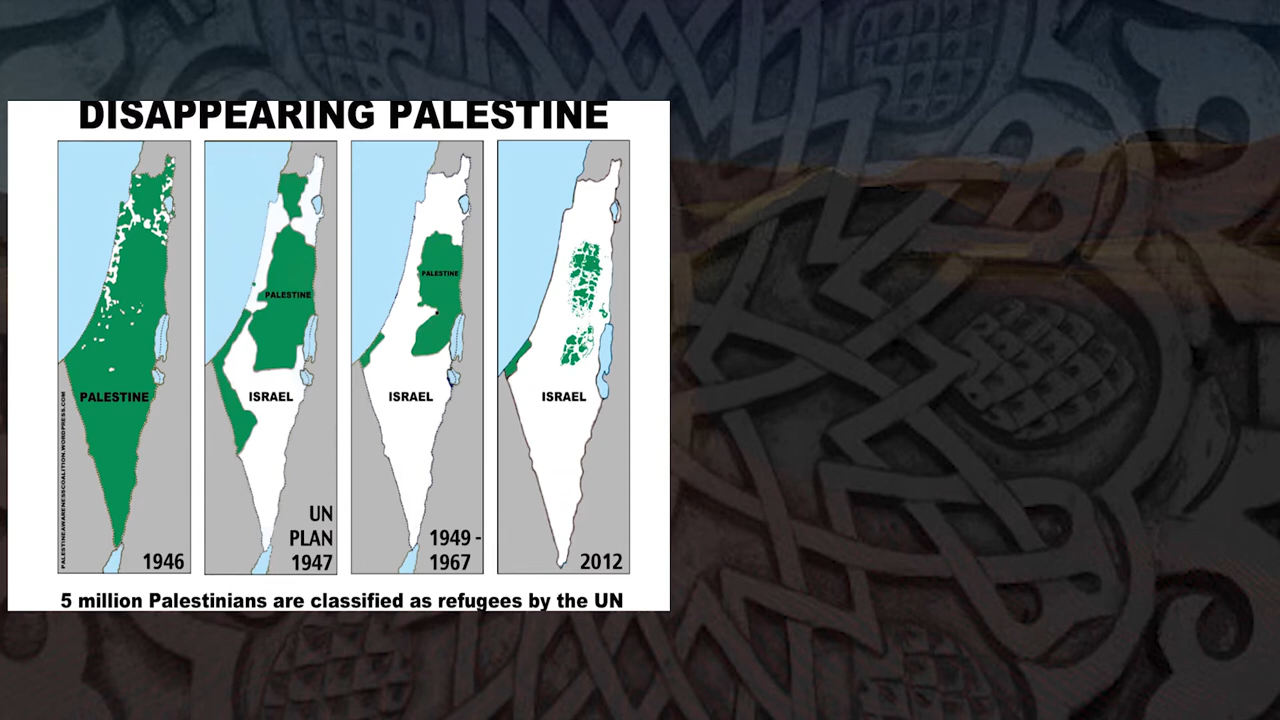 DISAPPEARING PALESTINE
PALESTINE
PALESTINEAWARENESSCOALITION.WORDPRESS.COM
1946
PALESTINE
ISRAEL
UN
PLAN
1947
PALESTINE
ISRAEL
1949 -
1967
ISRAEL
2012
5 million Palestinians are classified as refugees by the UN